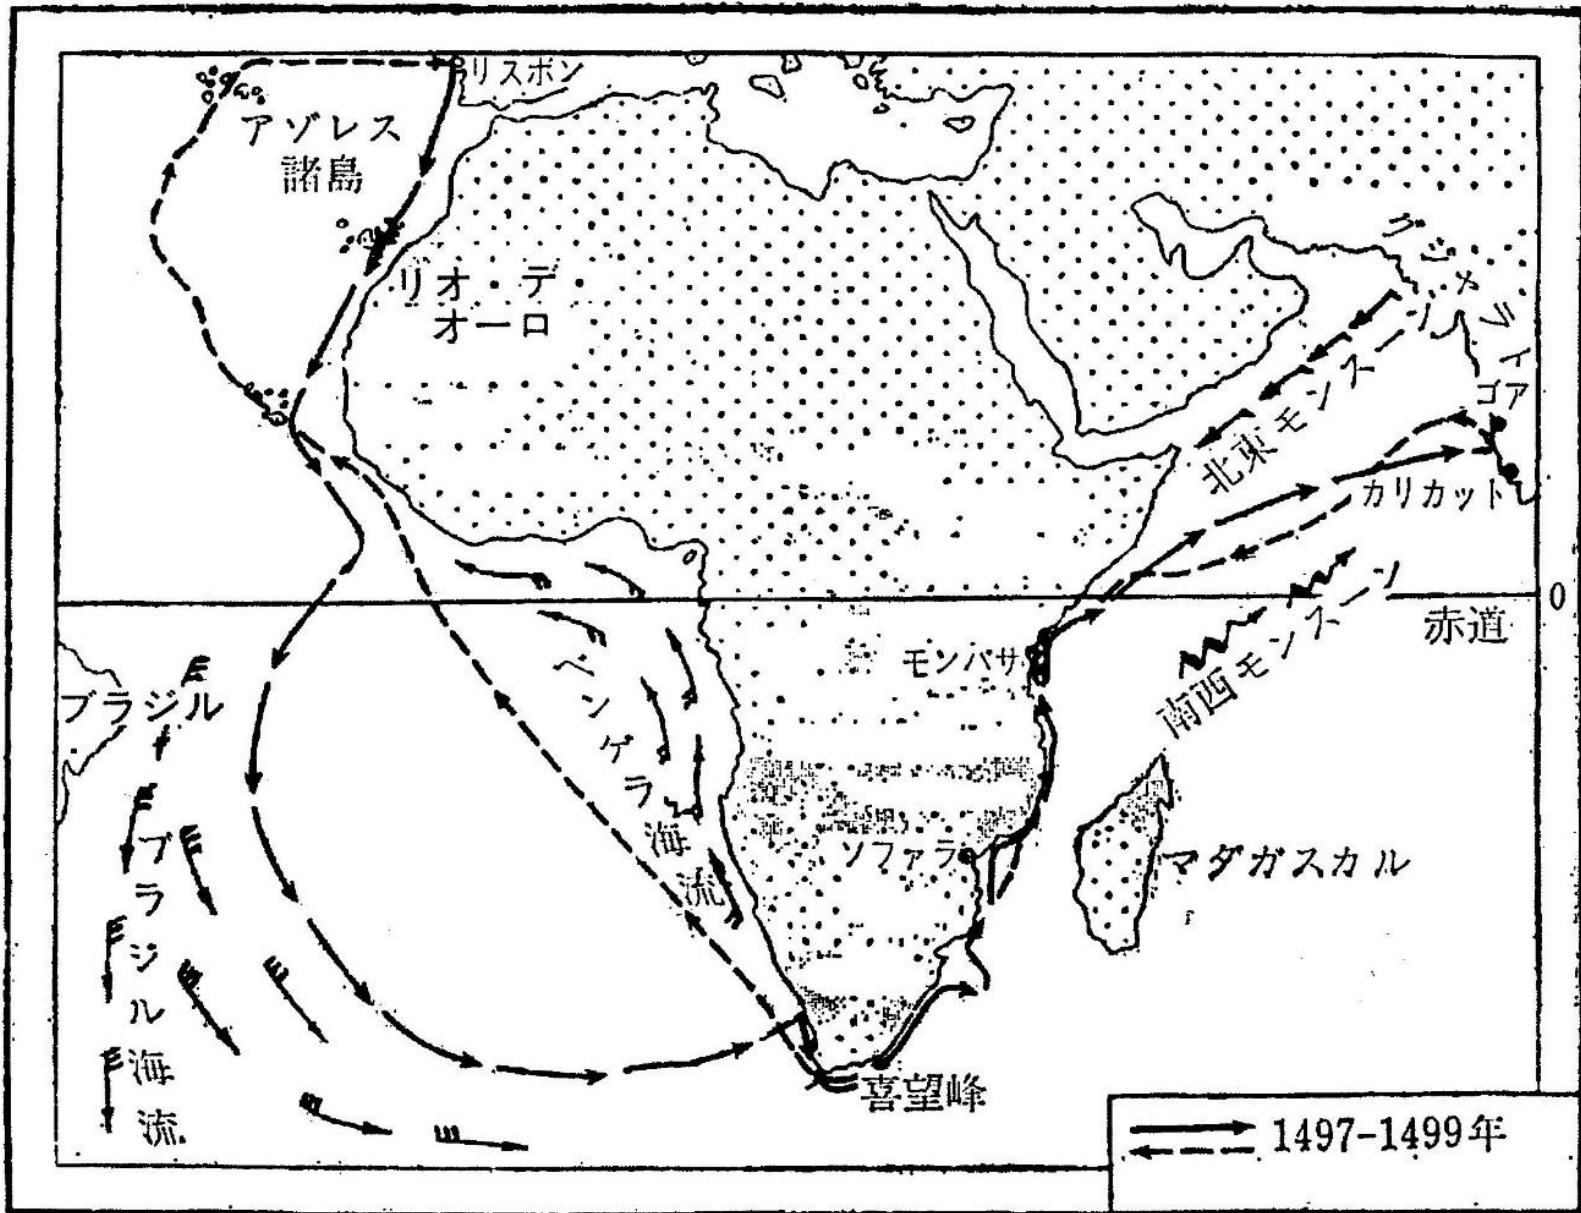 リスボン
アゾレス
諸島
リオ・デ・
オーロ
グジャラティ
ゴア
北東モンスーン
カリカット
0
赤道
南西モンスーン
モンバサ
ベンゲラ海流
ブラジル
ブラジル海流
ソファラ
マダガスカル
喜望峰
1497-1499年